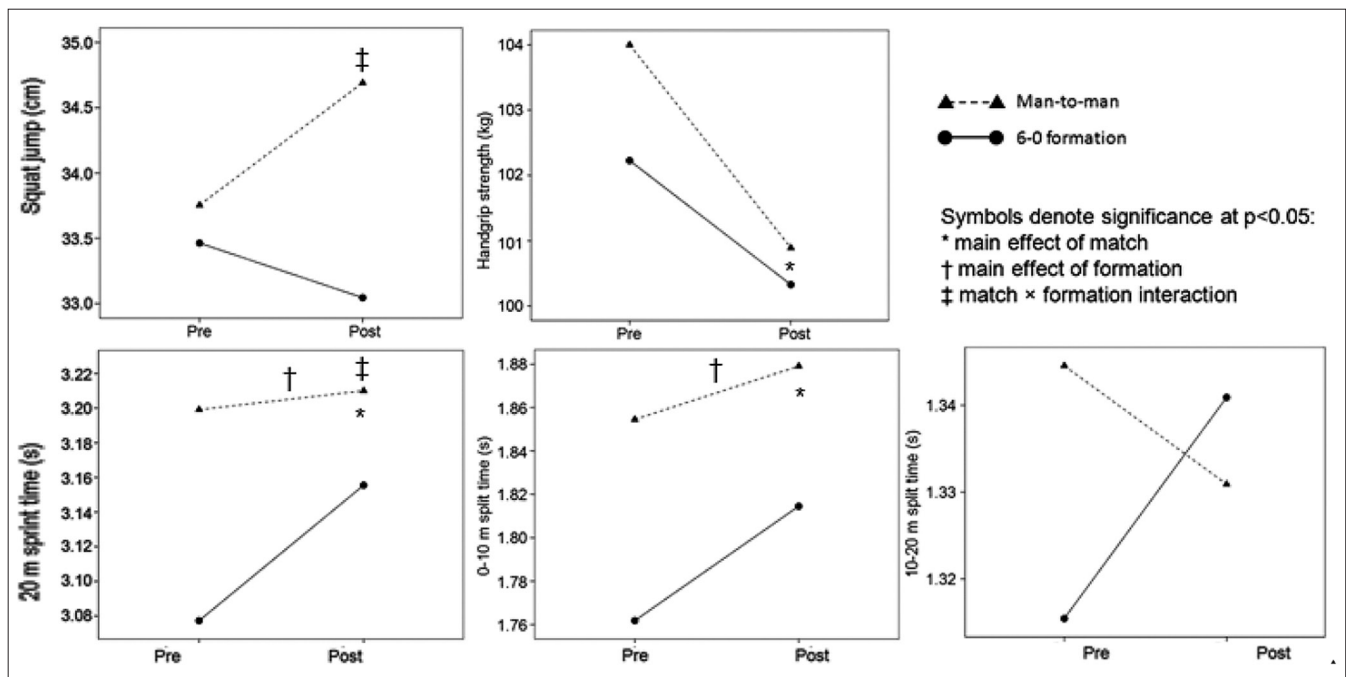 Squat jump (cm)
35.0
34.5
34.0
33.5
33.0
‡
Pre Post
Handgrip strength (kg)
104
103
102
101
100
*
Pre Post
Man-to-man
6-0 formation
Symbols denote significance at p<0.05:
* main effect of match
† main effect of formation
‡ match × formation interaction
20 m sprint time (s)
3.22
3.20
3.18
3.16
3.14
3.12
3.10
3.08
†
‡
*
Pre Post
0-10 m split time (s)
1.88
1.86
1.84
1.82
1.80
1.78
1.76
†
*
Pre Post
10-20 m split time (s)
1.34
1.33
1.32
Pre Post